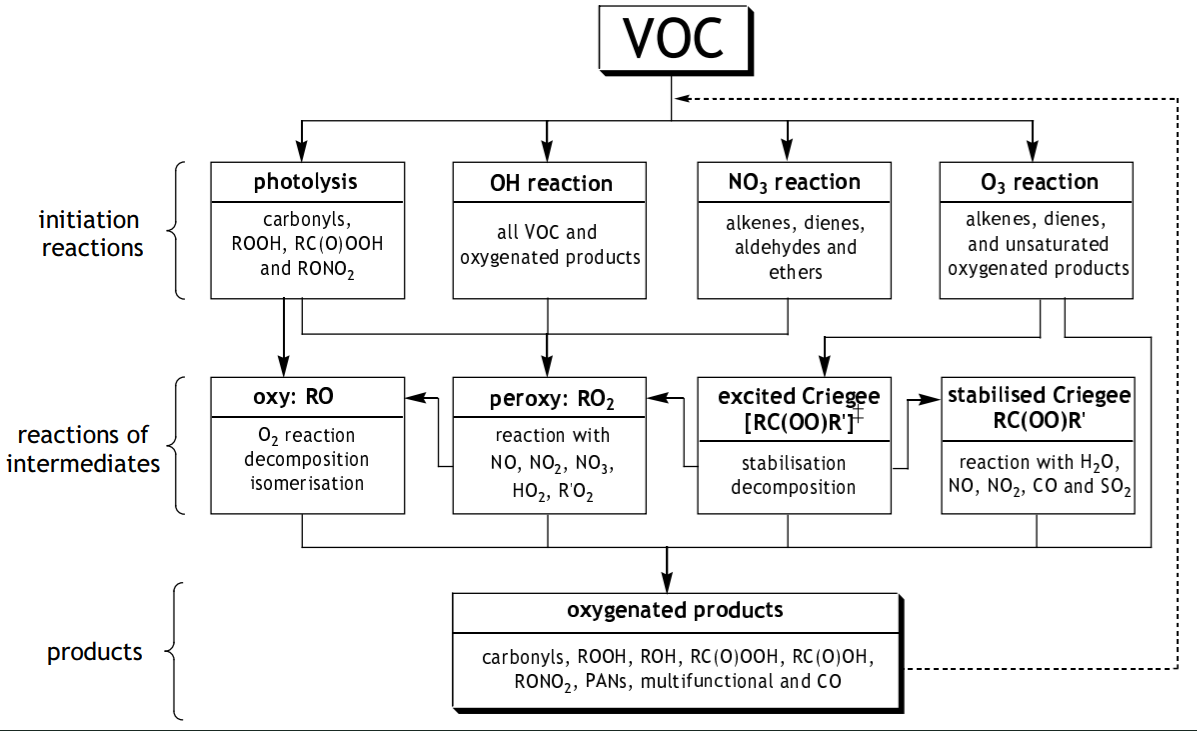 VOC
initiation
reactions
photolysis
carbonyls,
ROOH, RC(O)OOH
and RONO₂
OH reaction
all VOC and
oxygenated products
NO₃ reaction
alkenes, dienes,
aldehydes and
ethers
O₃ reaction
alkenes, dienes,
and unsaturated
oxygenated products
reactions of
intermediates
oxy: RO
O₂ reaction
decomposition
isomerisation
peroxy: RO₂
reaction with
NO, NO₂, NO₃,
HO₂, R'O₂
excited Criegee
[RC(OO)R']‡
stabilisation
decomposition
stabilised Criegee
RC(OO)R'
reaction with H₂O,
NO, NO₂, CO and SO₂
products
oxygenated products
carbonyls, ROOH, ROH, RC(O)OOH, RC(O)OH,
RONO₂, PANs, multifunctional and CO